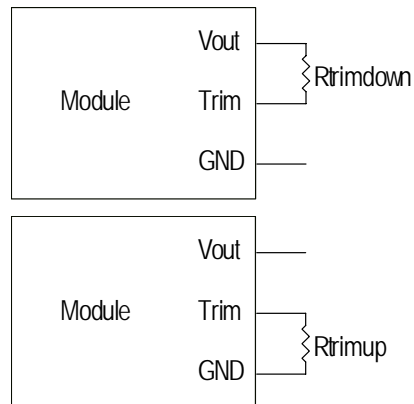 Vout
Rtrimdown
Module
Trim
GND
Vout
Module
Trim
Rtrimup
GND